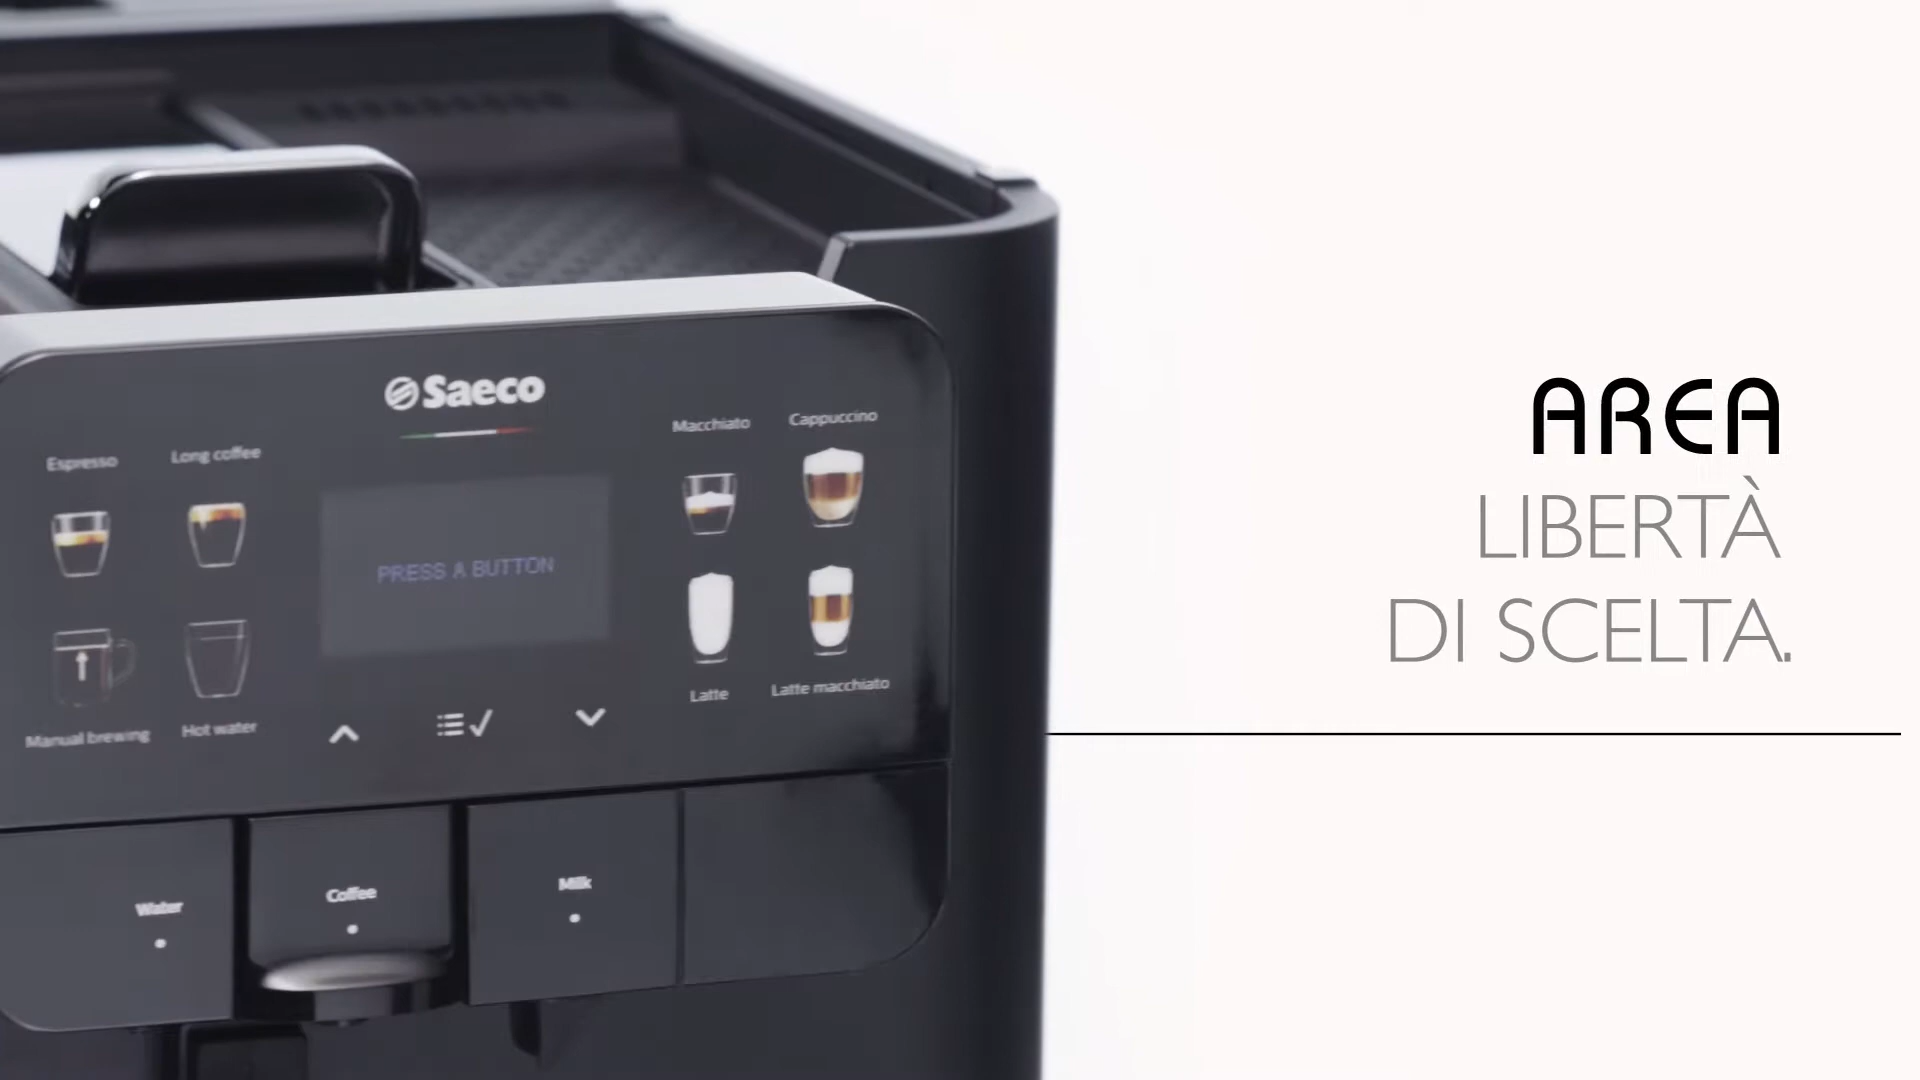 Saeco
Espresso
Long coffee
Macchiato
Cappuccino
PRESS A BUTTON
Manual brewing
Hot water
Latte
Latte macchiato
Water
Coffee
Milk
AREA
LIBERTÀ
DI SCELTA.